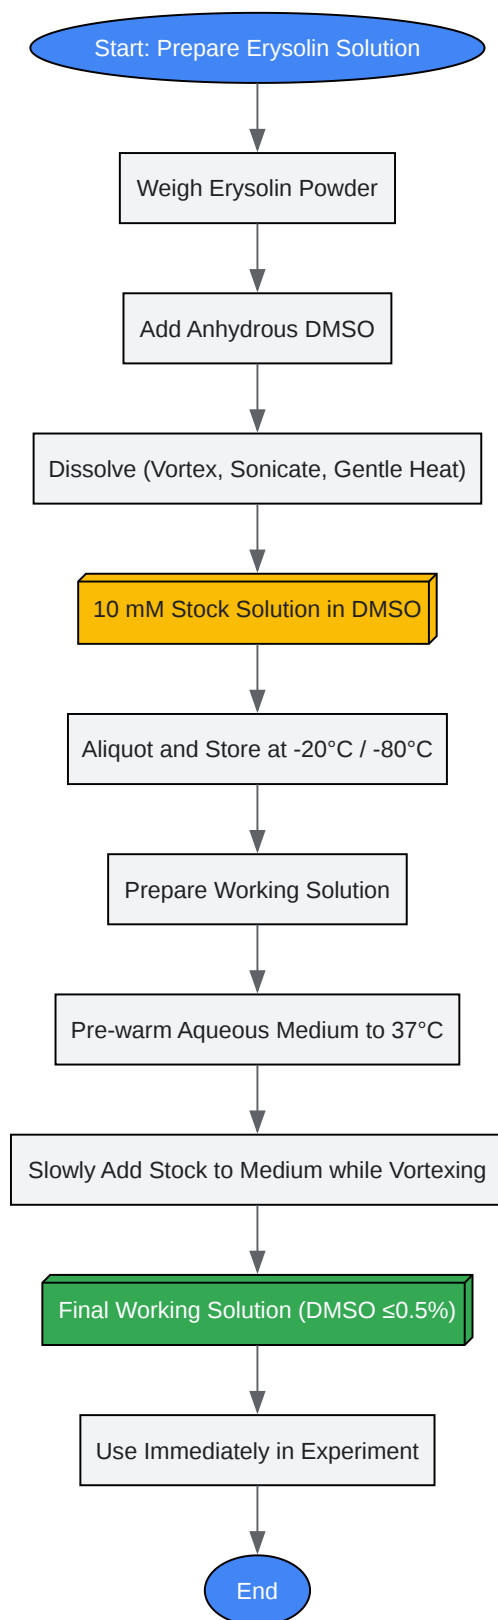 Start: Prepare Erysolin Solution
Weigh Erysolin Powder
Add Anhydrous DMSO
Dissolve (Vortex, Sonicate, Gentle Heat)
10 mM Stock Solution in DMSO
Aliquot and Store at -20°C / -80°C
Prepare Working Solution
Pre-warm Aqueous Medium to 37°C
Slowly Add Stock to Medium while Vortexing
Final Working Solution (DMSO ≤0.5%)
Use Immediately in Experiment
End